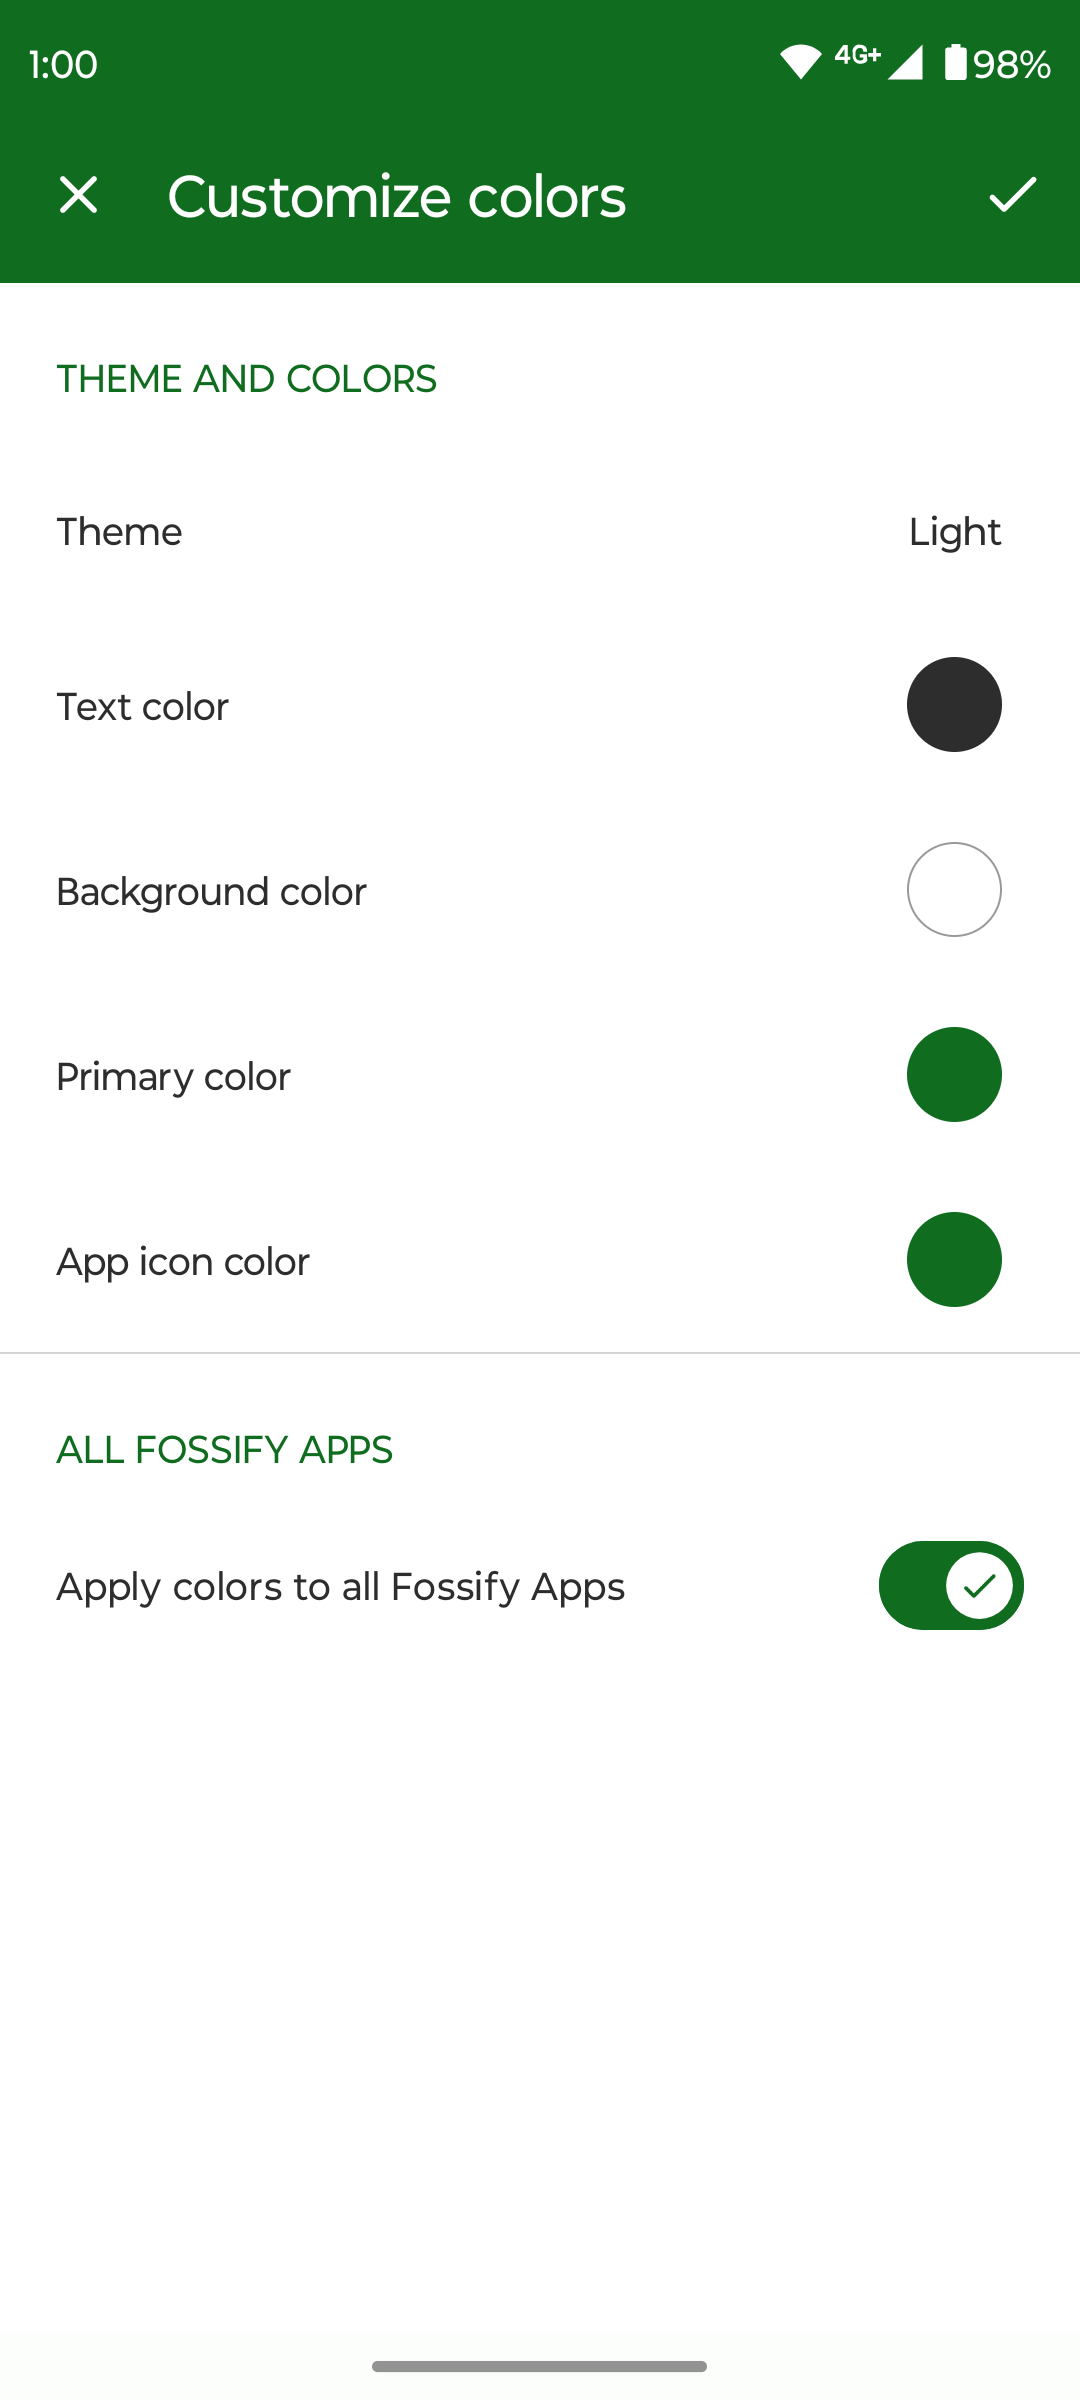 1:00 4G+ 98%
Customize colors
THEME AND COLORS
Theme Light
Text color
Background color
Primary color
App icon color
ALL FOSSIFY APPS
Apply colors to all Fossify Apps